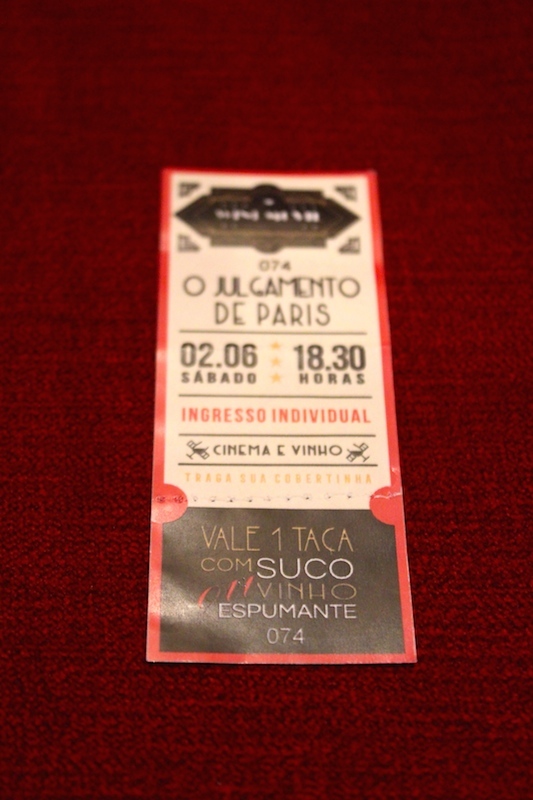 074
O JULGAMENTO
DE PARIS
02.06 18.30
SÁBADO HORAS
INGRESSO INDIVIDUAL
CINEMA E VINHO
TRAGA SUA COBERTINHA
VALE 1 TAÇA
COM SUCO
OU VINHO
ESPUMANTE
074